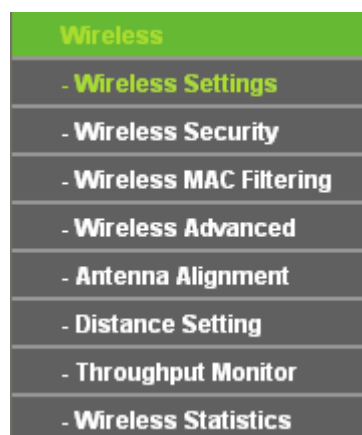 Wireless
- Wireless Settings
- Wireless Security
- Wireless MAC Filtering
- Wireless Advanced
- Antenna Alignment
- Distance Setting
- Throughput Monitor
- Wireless Statistics